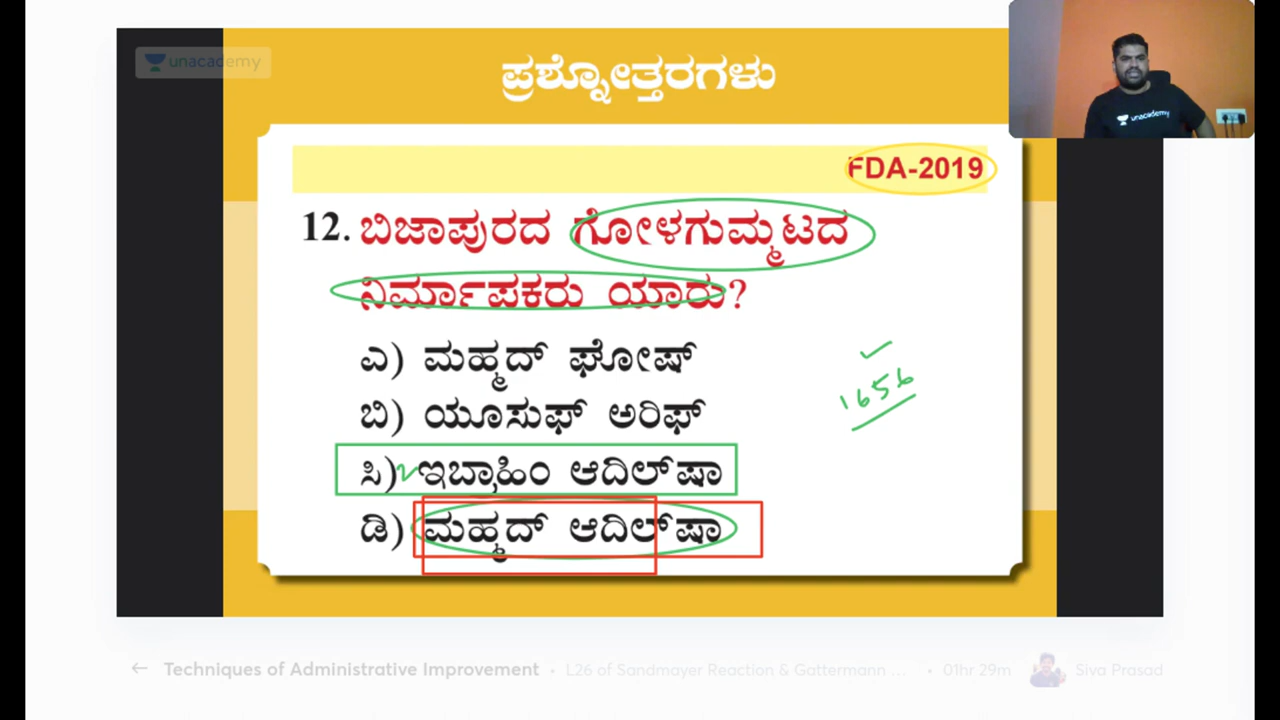 unacademy
ಪ್ರಶ್ನೋತ್ತರಗಳು
unacademy
FDA-2019
12. ಬಿಜಾಪುರದ ಗೋಳಗುಮ್ಮಟದ
ನಿರ್ಮಾಪಕರು ಯಾರು?
ಎ) ಮಹ್ಮದ್ ಘೋಷ್
1656
ಬಿ) ಯೂಸುಫ್ ಅರಿಫ್
ಸಿ) ಇಬ್ರಾಹಿಂ ಆದಿಲ್‌ಷಾ
ಡಿ) ಮಹ್ಮದ್ ಆದಿಲ್‌ಷಾ
← Techniques of Administrative Improvement • L26 of Sandmayer Reaction & Gattermann ... • 01hr 29m Siva Prasad